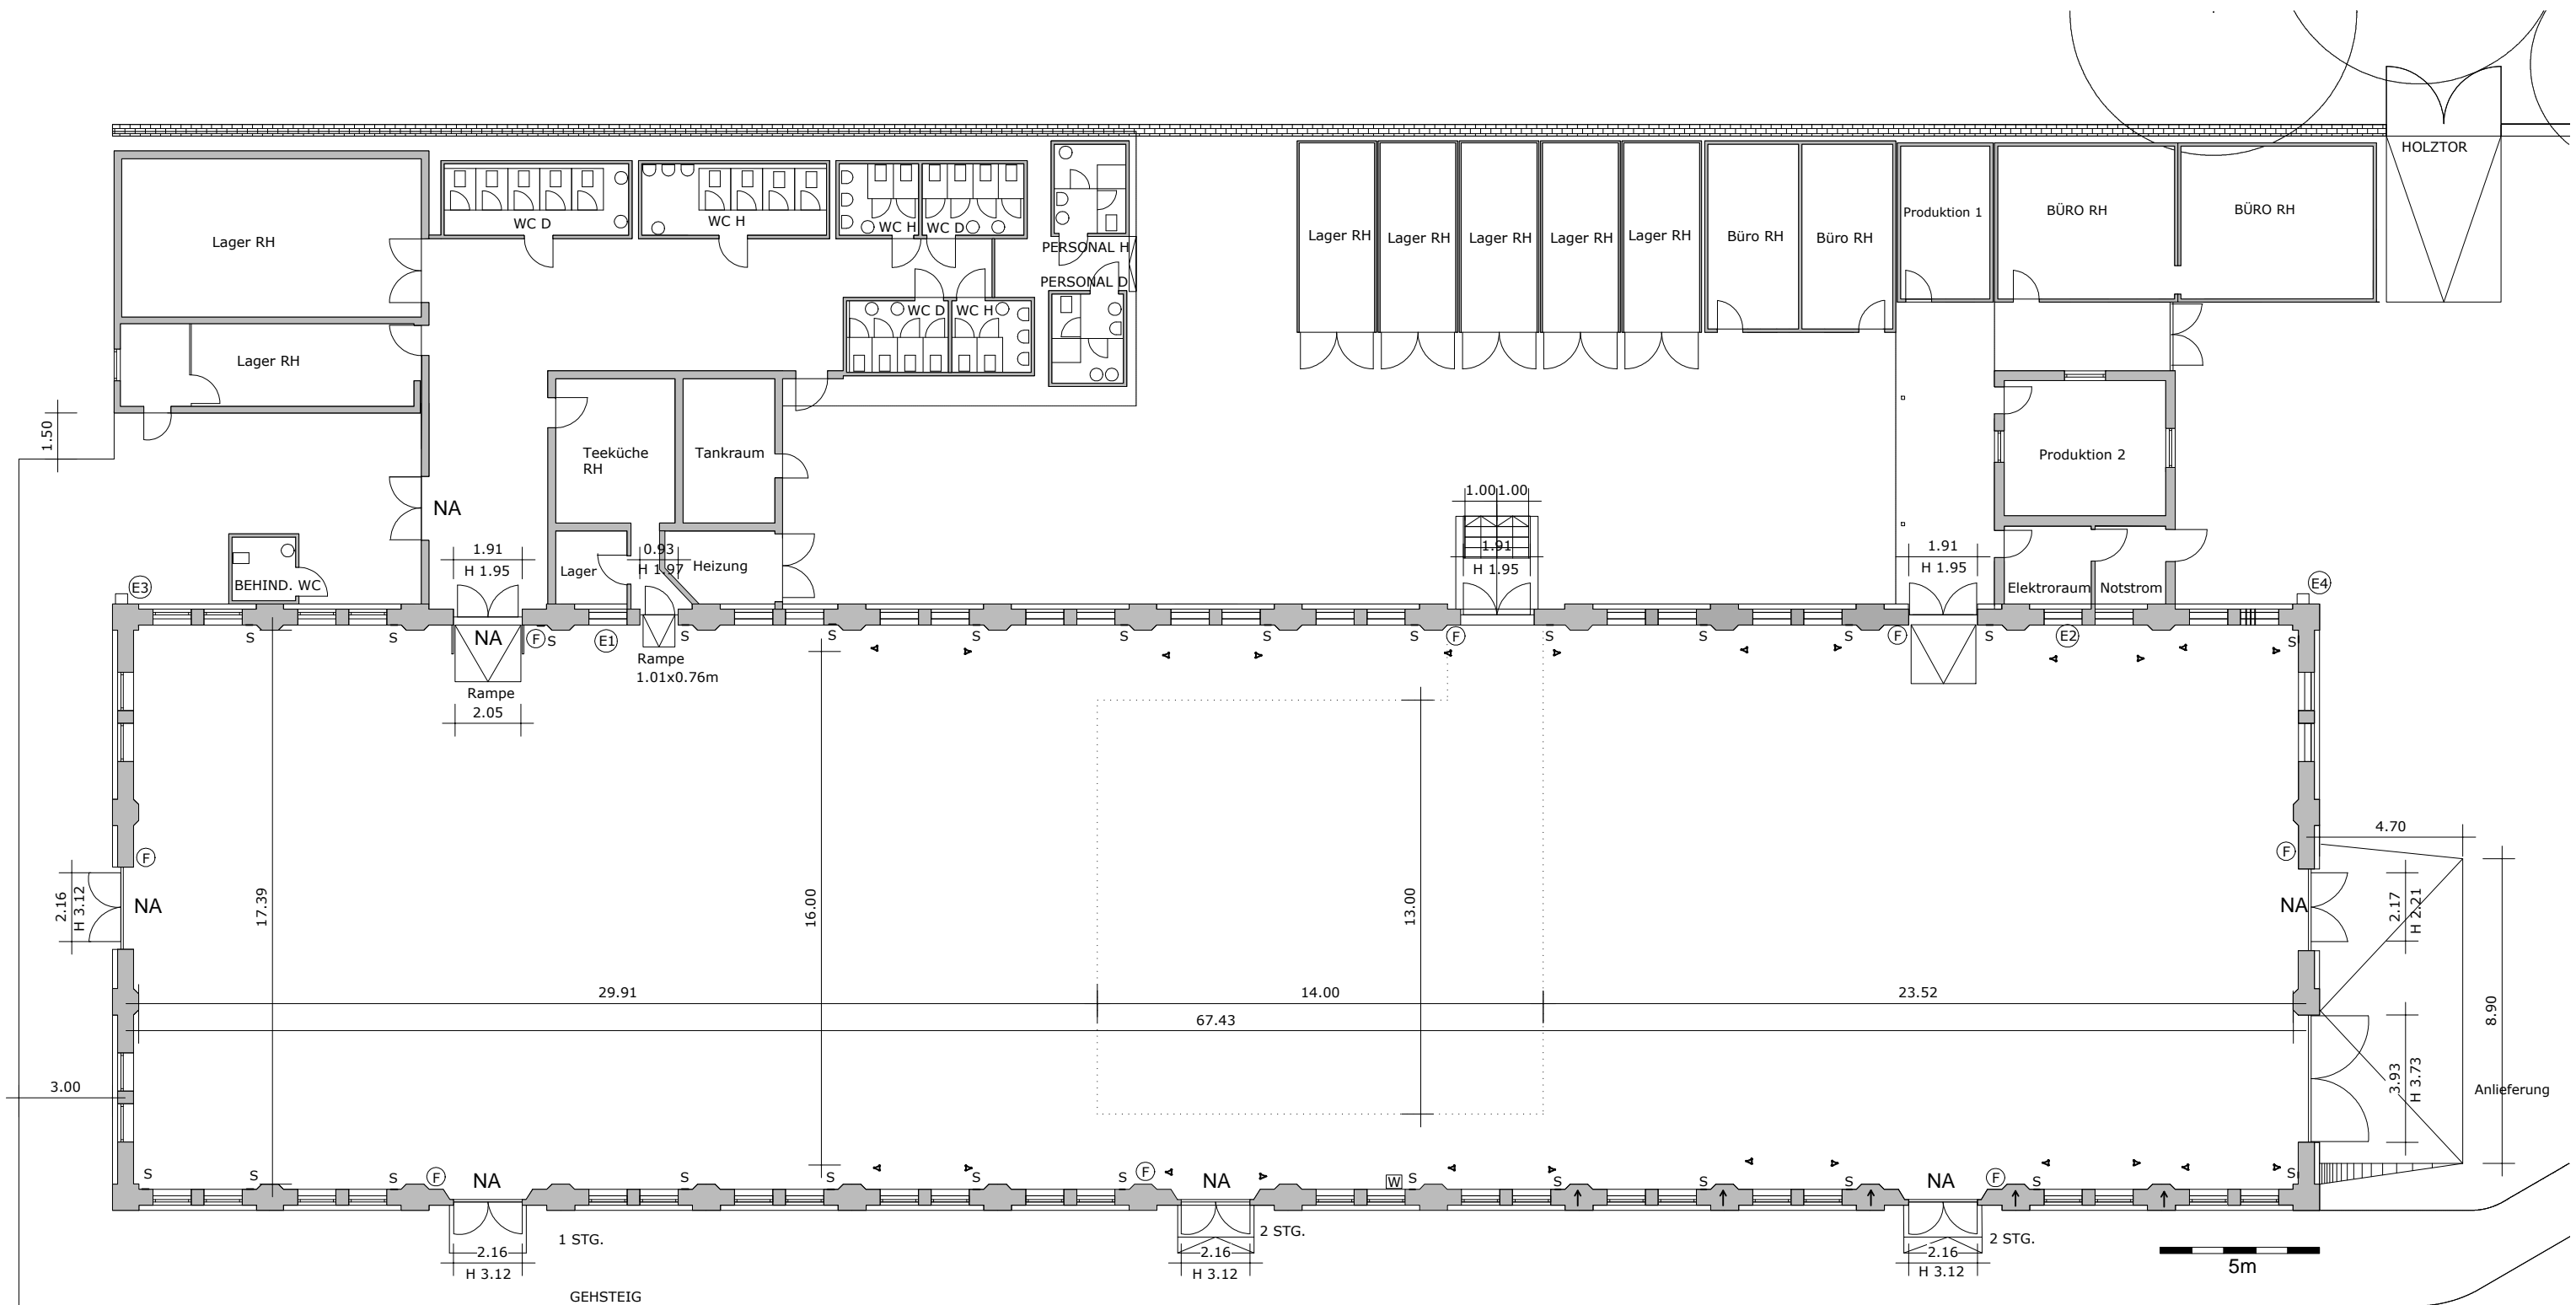 HOLZTOR
Lager RH
WC D
WC H
WC H
WC D
PERSONAL H
PERSONAL D
WC D
WC H
Lager RH
Lager RH
Lager RH
Lager RH
Lager RH
Büro RH
Büro RH
Produktion 1
BÜRO RH
BÜRO RH
Lager RH
1.50
Teeküche
RH
Tankraum
Produktion 2
NA
1.00
1.00
1.91
H 1.95
0.93
H 1.97
1.91
H 1.95
1.91
H 1.95
Lager
Heizung
BEHIND. WC
Elektroraum
Notstrom
E3
E4
S
S
NA
F
S
E1
S
S
S
S
S
S
F
S
S
F
S
E2
S
Rampe
1.01x0.76m
Rampe
2.05
F
F
4.70
2.16
H 3.12
NA
17.39
16.00
13.00
NA
2.17
H 2.21
8.90
29.91
14.00
23.52
67.43
3.00
3.93
H 3.73
Anlieferung
S
S
S
F
NA
S
S
S
S
F
NA
W
S
S
S
S
NA
F
S
S
1 STG.
2 STG.
2 STG.
2.16
H 3.12
2.16
H 3.12
2.16
H 3.12
5m
GEHSTEIG